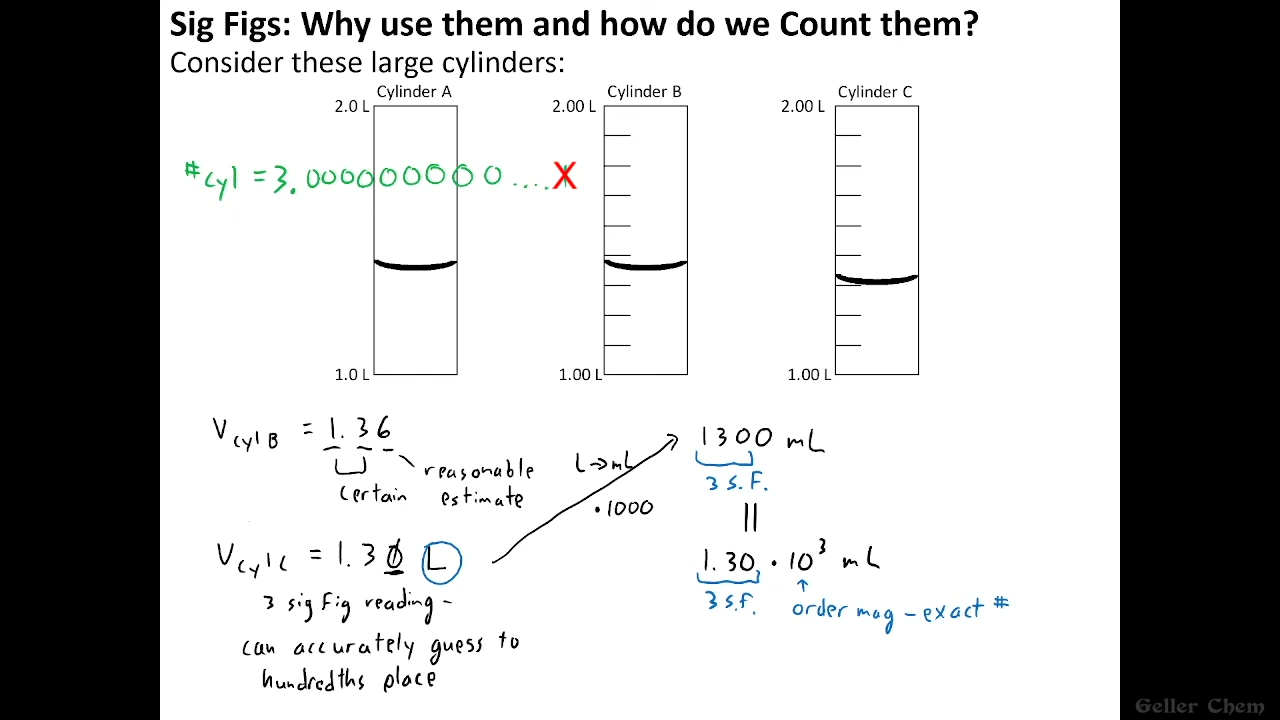 Sig Figs: Why use them and how do we Count them?
Consider these large cylinders:
Cylinder A
Cylinder B
Cylinder C
2.0 L
2.00 L
2.00 L
#cyl = 3.000000000....X
1.0 L
1.00 L
1.00 L
V cyl B = 1.36
certain
reasonable
estimate
L→mL
·1000
1300 mL
3 s.F.
||
V cyl C = 1.30 L
3 sig Fig reading -
can accurately guess to
hundredths place
1.30 · 10³ mL
3 s.f.
↑
order mag - exact #
Geller Chem